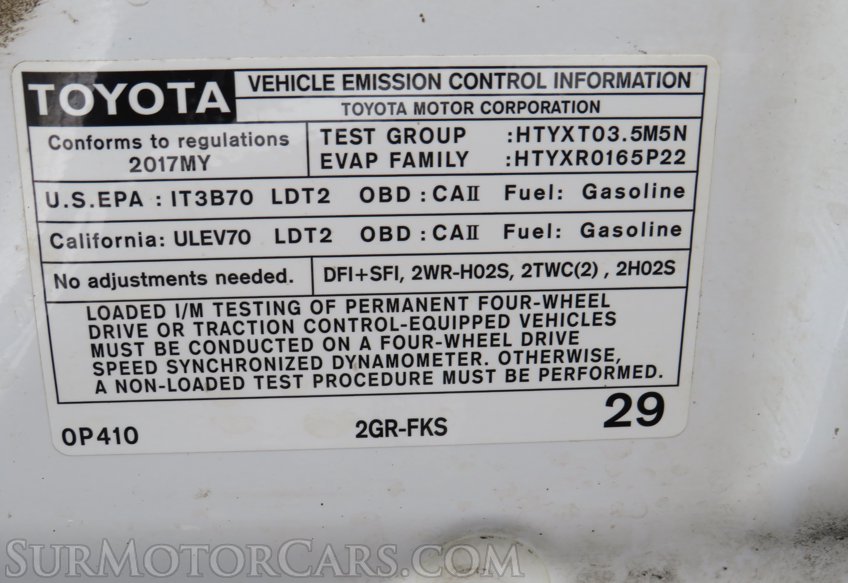 TOYOTA
VEHICLE EMISSION CONTROL INFORMATION
TOYOTA MOTOR CORPORATION
Conforms to regulations
2017MY
TEST GROUP :HTYXT03.5M5N
EVAP FAMILY :HTYXR0165P22
U.S.EPA : IT3B70 LDT2 OBD : CAⅡ Fuel: Gasoline
California: ULEV70 LDT2 OBD : CAⅡ Fuel: Gasoline
No adjustments needed.
DFI+SFI, 2WR-HO2S, 2TWC(2) , 2HO2S
LOADED I/M TESTING OF PERMANENT FOUR-WHEEL
DRIVE OR TRACTION CONTROL-EQUIPPED VEHICLES
MUST BE CONDUCTED ON A FOUR-WHEEL DRIVE
SPEED SYNCHRONIZED DYNAMOMETER. OTHERWISE,
A NON-LOADED TEST PROCEDURE MUST BE PERFORMED.
0P410
2GR-FKS
29
SurMotorCars.com